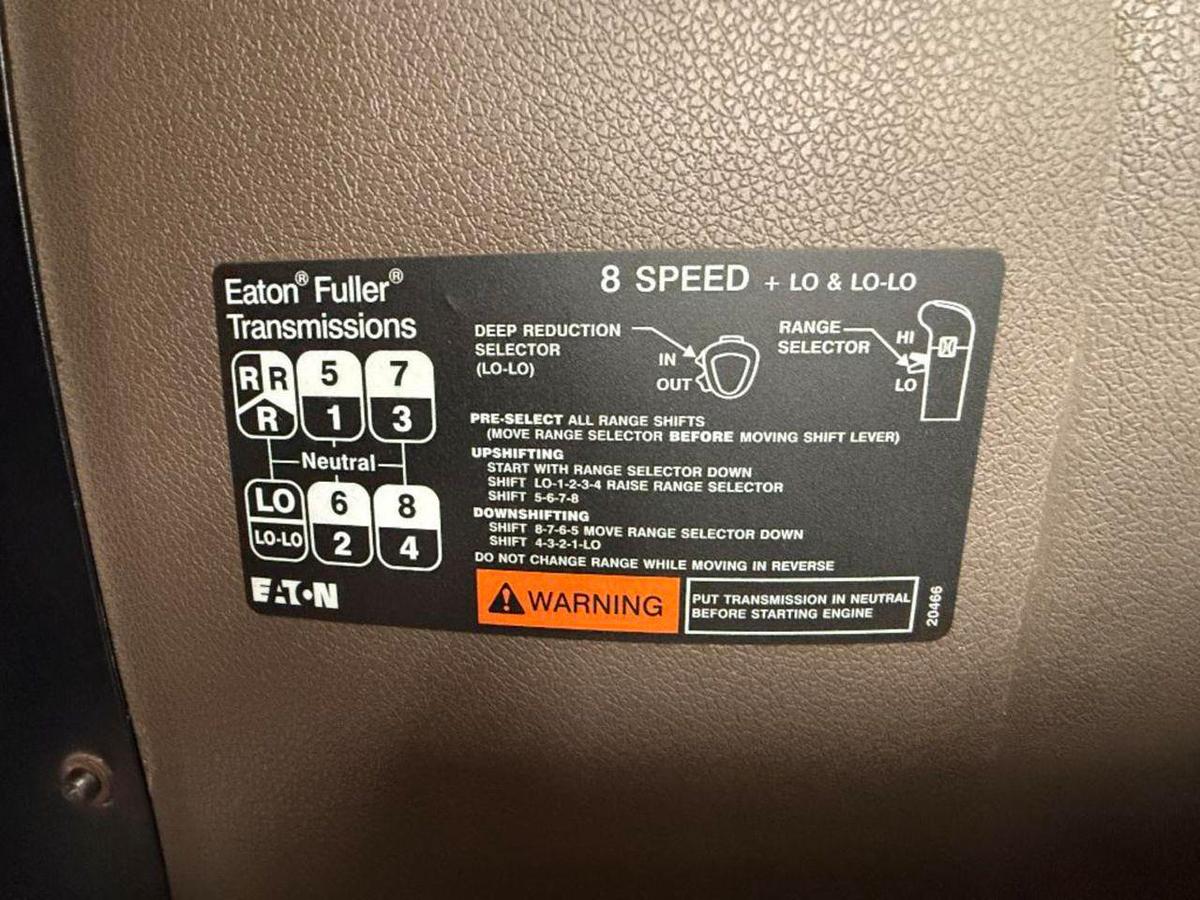 Eaton® Fuller®
Transmissions
R R 5 7
R 1 3
Neutral
LO 6 8
LO-LO 2 4
EATON
8 SPEED + LO & LO-LO
DEEP REDUCTION
SELECTOR
(LO-LO)
IN
OUT
RANGE
SELECTOR
HI
LO
PRE-SELECT ALL RANGE SHIFTS
(MOVE RANGE SELECTOR BEFORE MOVING SHIFT LEVER)
UPSHIFTING
START WITH RANGE SELECTOR DOWN
SHIFT LO-1-2-3-4 RAISE RANGE SELECTOR
SHIFT 5-6-7-8
DOWNSHIFTING
SHIFT 8-7-6-5 MOVE RANGE SELECTOR DOWN
SHIFT 4-3-2-1-LO
DO NOT CHANGE RANGE WHILE MOVING IN REVERSE
WARNING
PUT TRANSMISSION IN NEUTRAL
BEFORE STARTING ENGINE
20466